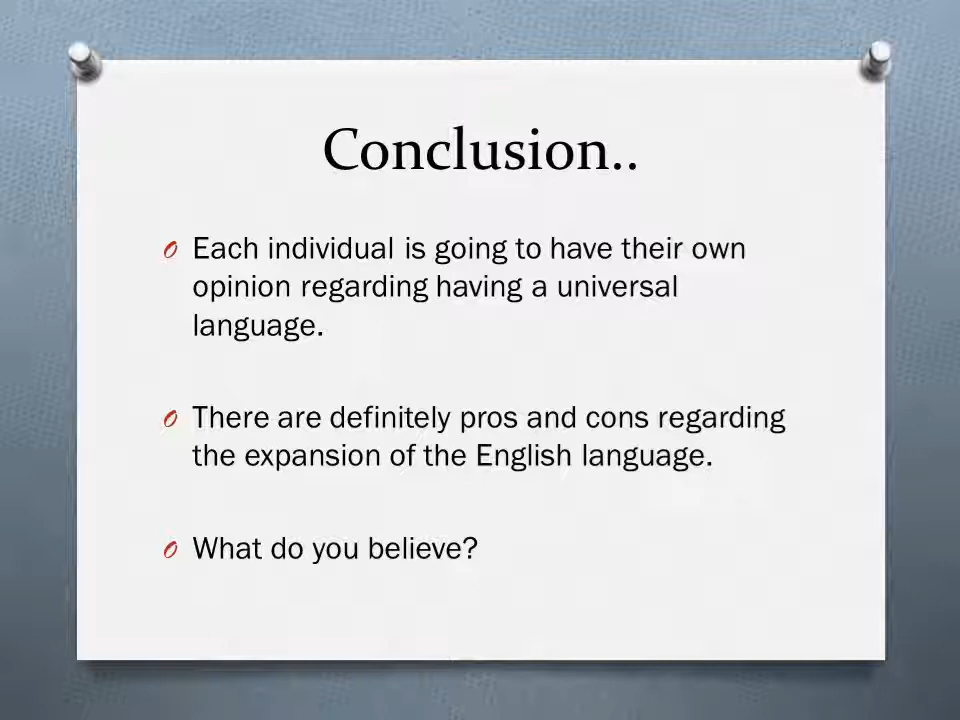 Conclusion..
Each individual is going to have their own
opinion regarding having a universal
language.
There are definitely pros and cons regarding
the expansion of the English language.
What do you believe?